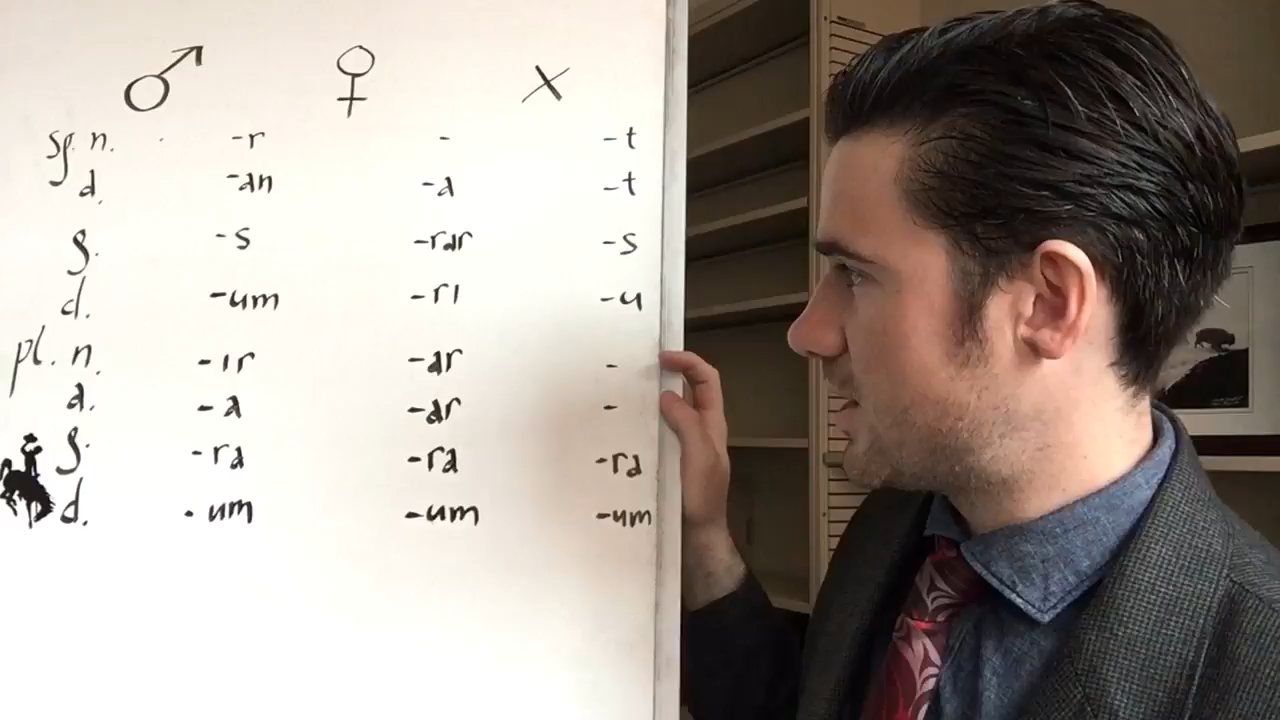 ♂ ♀ X
sg. n. -r - -t
a. -an -a -t
g. -s -rar -s
d. -um -ri -u
pl. n. -ir -ar -
a. -a -ar -
g. -ra -ra -ra
d. -um -um -um